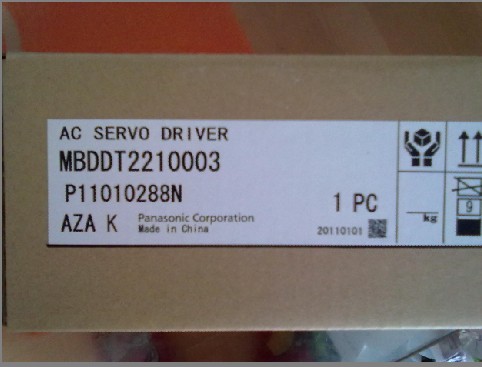 AC SERVO DRIVER
MBDDT2210003
P11010288N
1 PC
AZA K
Panasonic Corporation
Made in China
20110101
kg
9